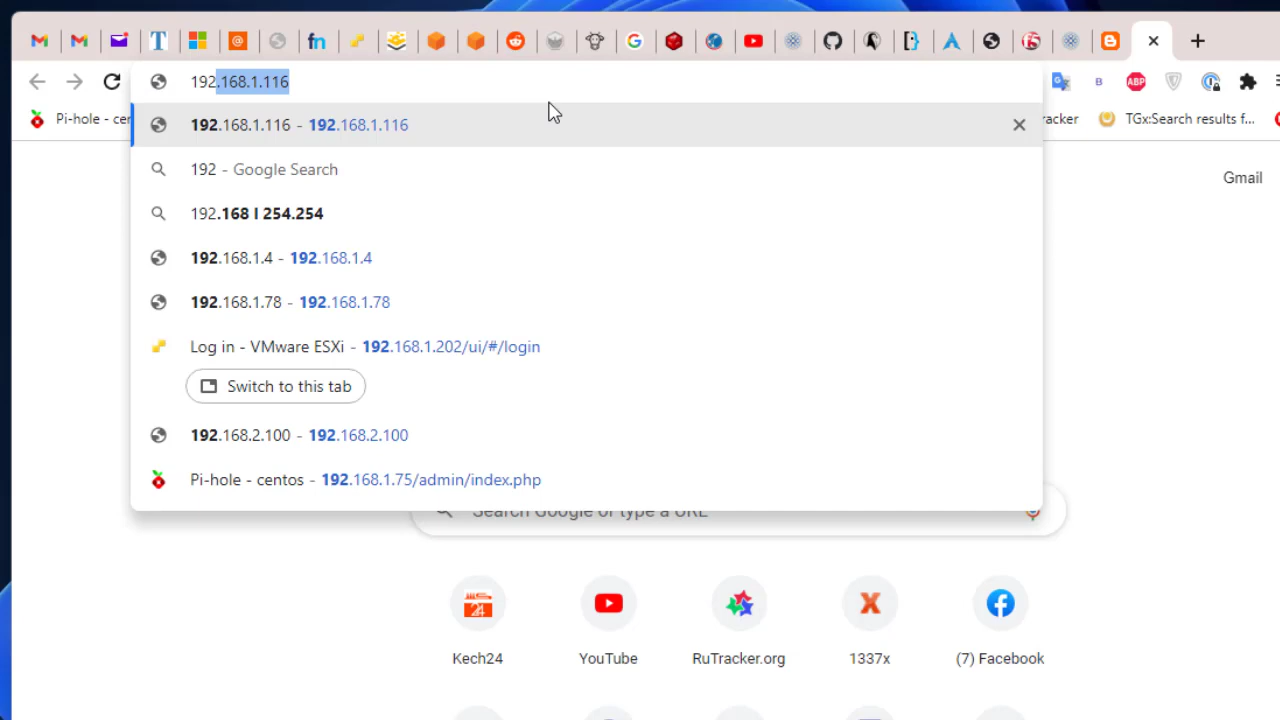 192.168.1.116
Pi-hole - cen
racker
TGx:Search results f...
192.168.1.116 - 192.168.1.116
192 - Google Search
Gmail
192.168 l 254.254
192.168.1.4 - 192.168.1.4
192.168.1.78 - 192.168.1.78
Log in - VMware ESXi - 192.168.1.202/ui/#/login
Switch to this tab
192.168.2.100 - 192.168.2.100
Pi-hole - centos - 192.168.1.75/admin/index.php
Search Google or type a URL
Kech24
YouTube
RuTracker.org
1337x
(7) Facebook